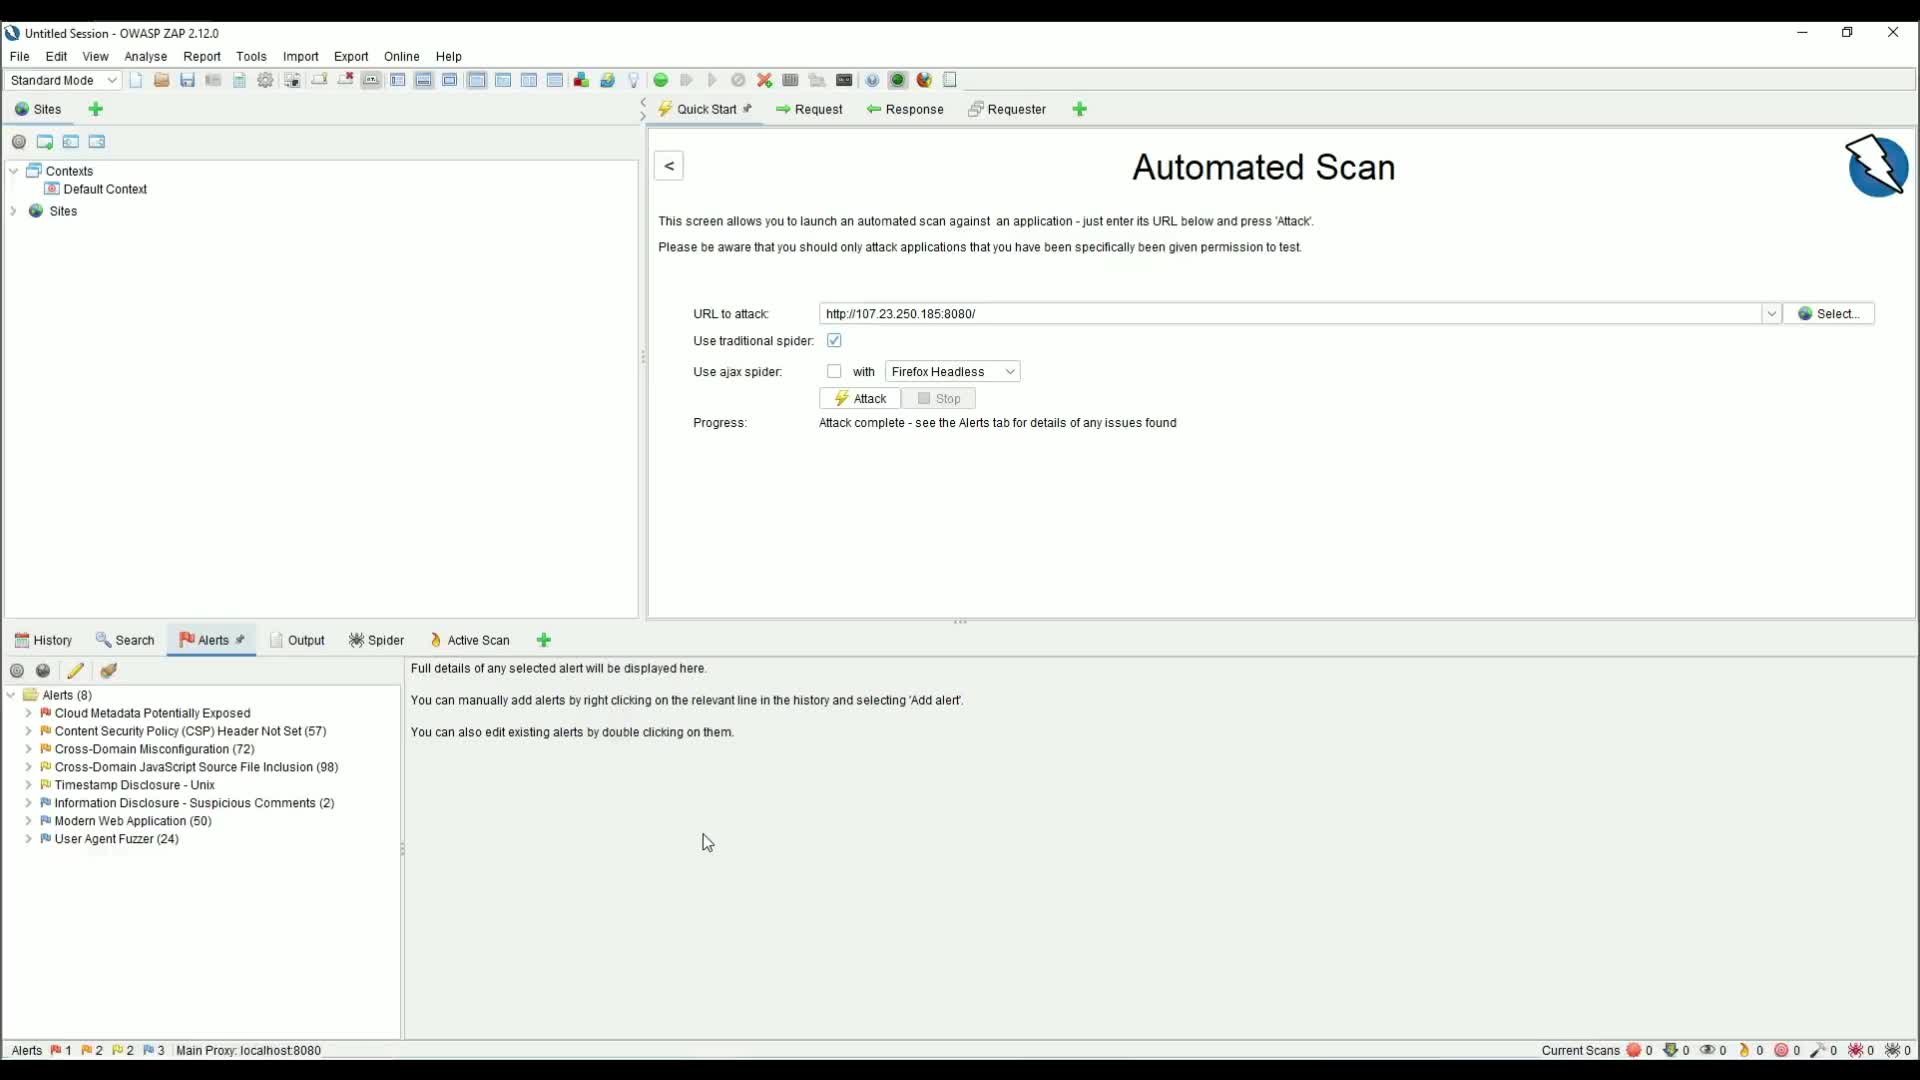 Untitled Session - OWASP ZAP 2.12.0
File Edit View Analyse Report Tools Import Export Online Help
Standard Mode
Sites
Quick Start Request Response Requester
Contexts
Default Context
Sites
<
Automated Scan
This screen allows you to launch an automated scan against an application - just enter its URL below and press 'Attack'.
Please be aware that you should only attack applications that you have been specifically been given permission to test.
URL to attack: http://107.23.250.185:8080/ Select...
Use traditional spider:
Use ajax spider: with Firefox Headless
Attack Stop
Progress: Attack complete - see the Alerts tab for details of any issues found
History Search Alerts Output Spider Active Scan
Alerts (8)
Cloud Metadata Potentially Exposed
Content Security Policy (CSP) Header Not Set (57)
Cross-Domain Misconfiguration (72)
Cross-Domain JavaScript Source File Inclusion (98)
Timestamp Disclosure - Unix
Information Disclosure - Suspicious Comments (2)
Modern Web Application (50)
User Agent Fuzzer (24)
Full details of any selected alert will be displayed here.
You can manually add alerts by right clicking on the relevant line in the history and selecting 'Add alert'.
You can also edit existing alerts by double clicking on them.
Alerts 1 2 2 3 Main Proxy: localhost:8080
Current Scans 0 0 0 0 0 0 0 0